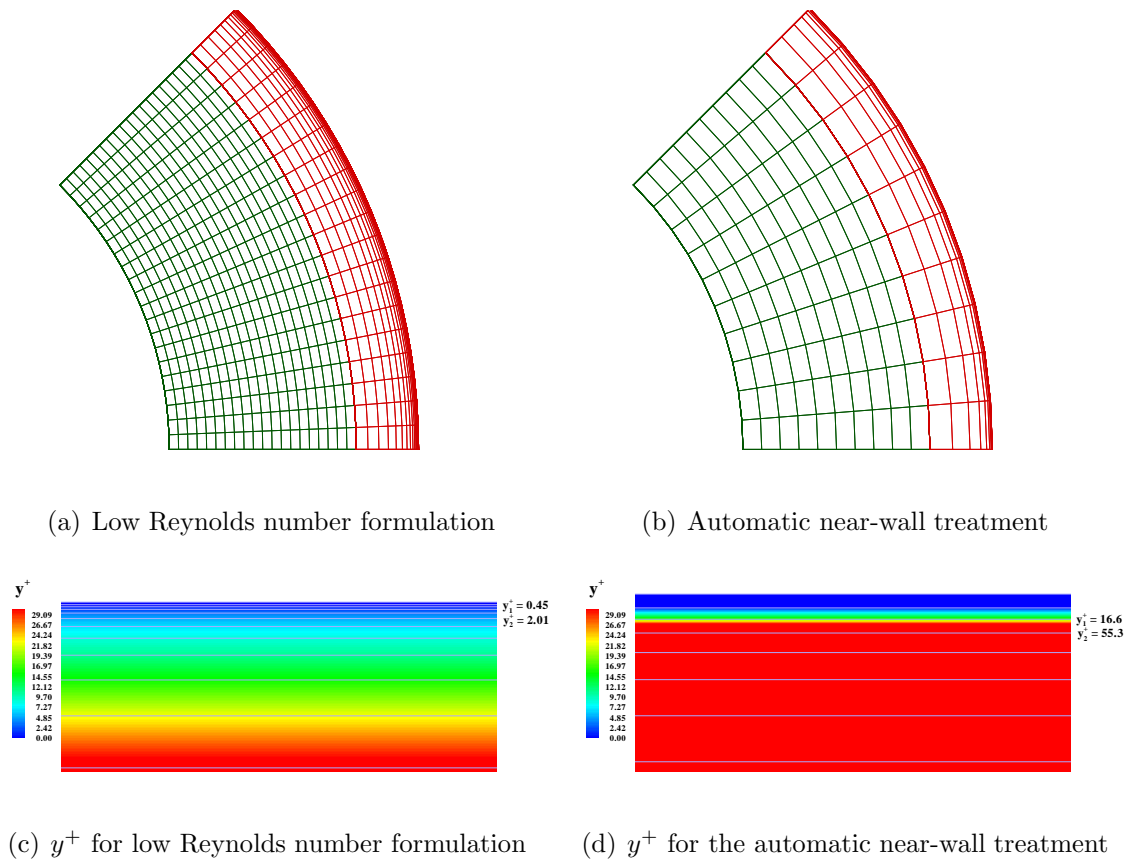 (a) Low Reynolds number formulation
(b) Automatic near-wall treatment
y+
29.09
26.67
24.24
21.82
19.39
16.97
14.55
12.12
9.70
7.27
4.85
2.42
0.00
y1+ = 0.45
y2+ = 2.01
y+
29.09
26.67
24.24
21.82
19.39
16.97
14.55
12.12
9.70
7.27
4.85
2.42
0.00
y1+ = 16.6
y2+ = 55.3
(c) y+ for low Reynolds number formulation
(d) y+ for the automatic near-wall treatment